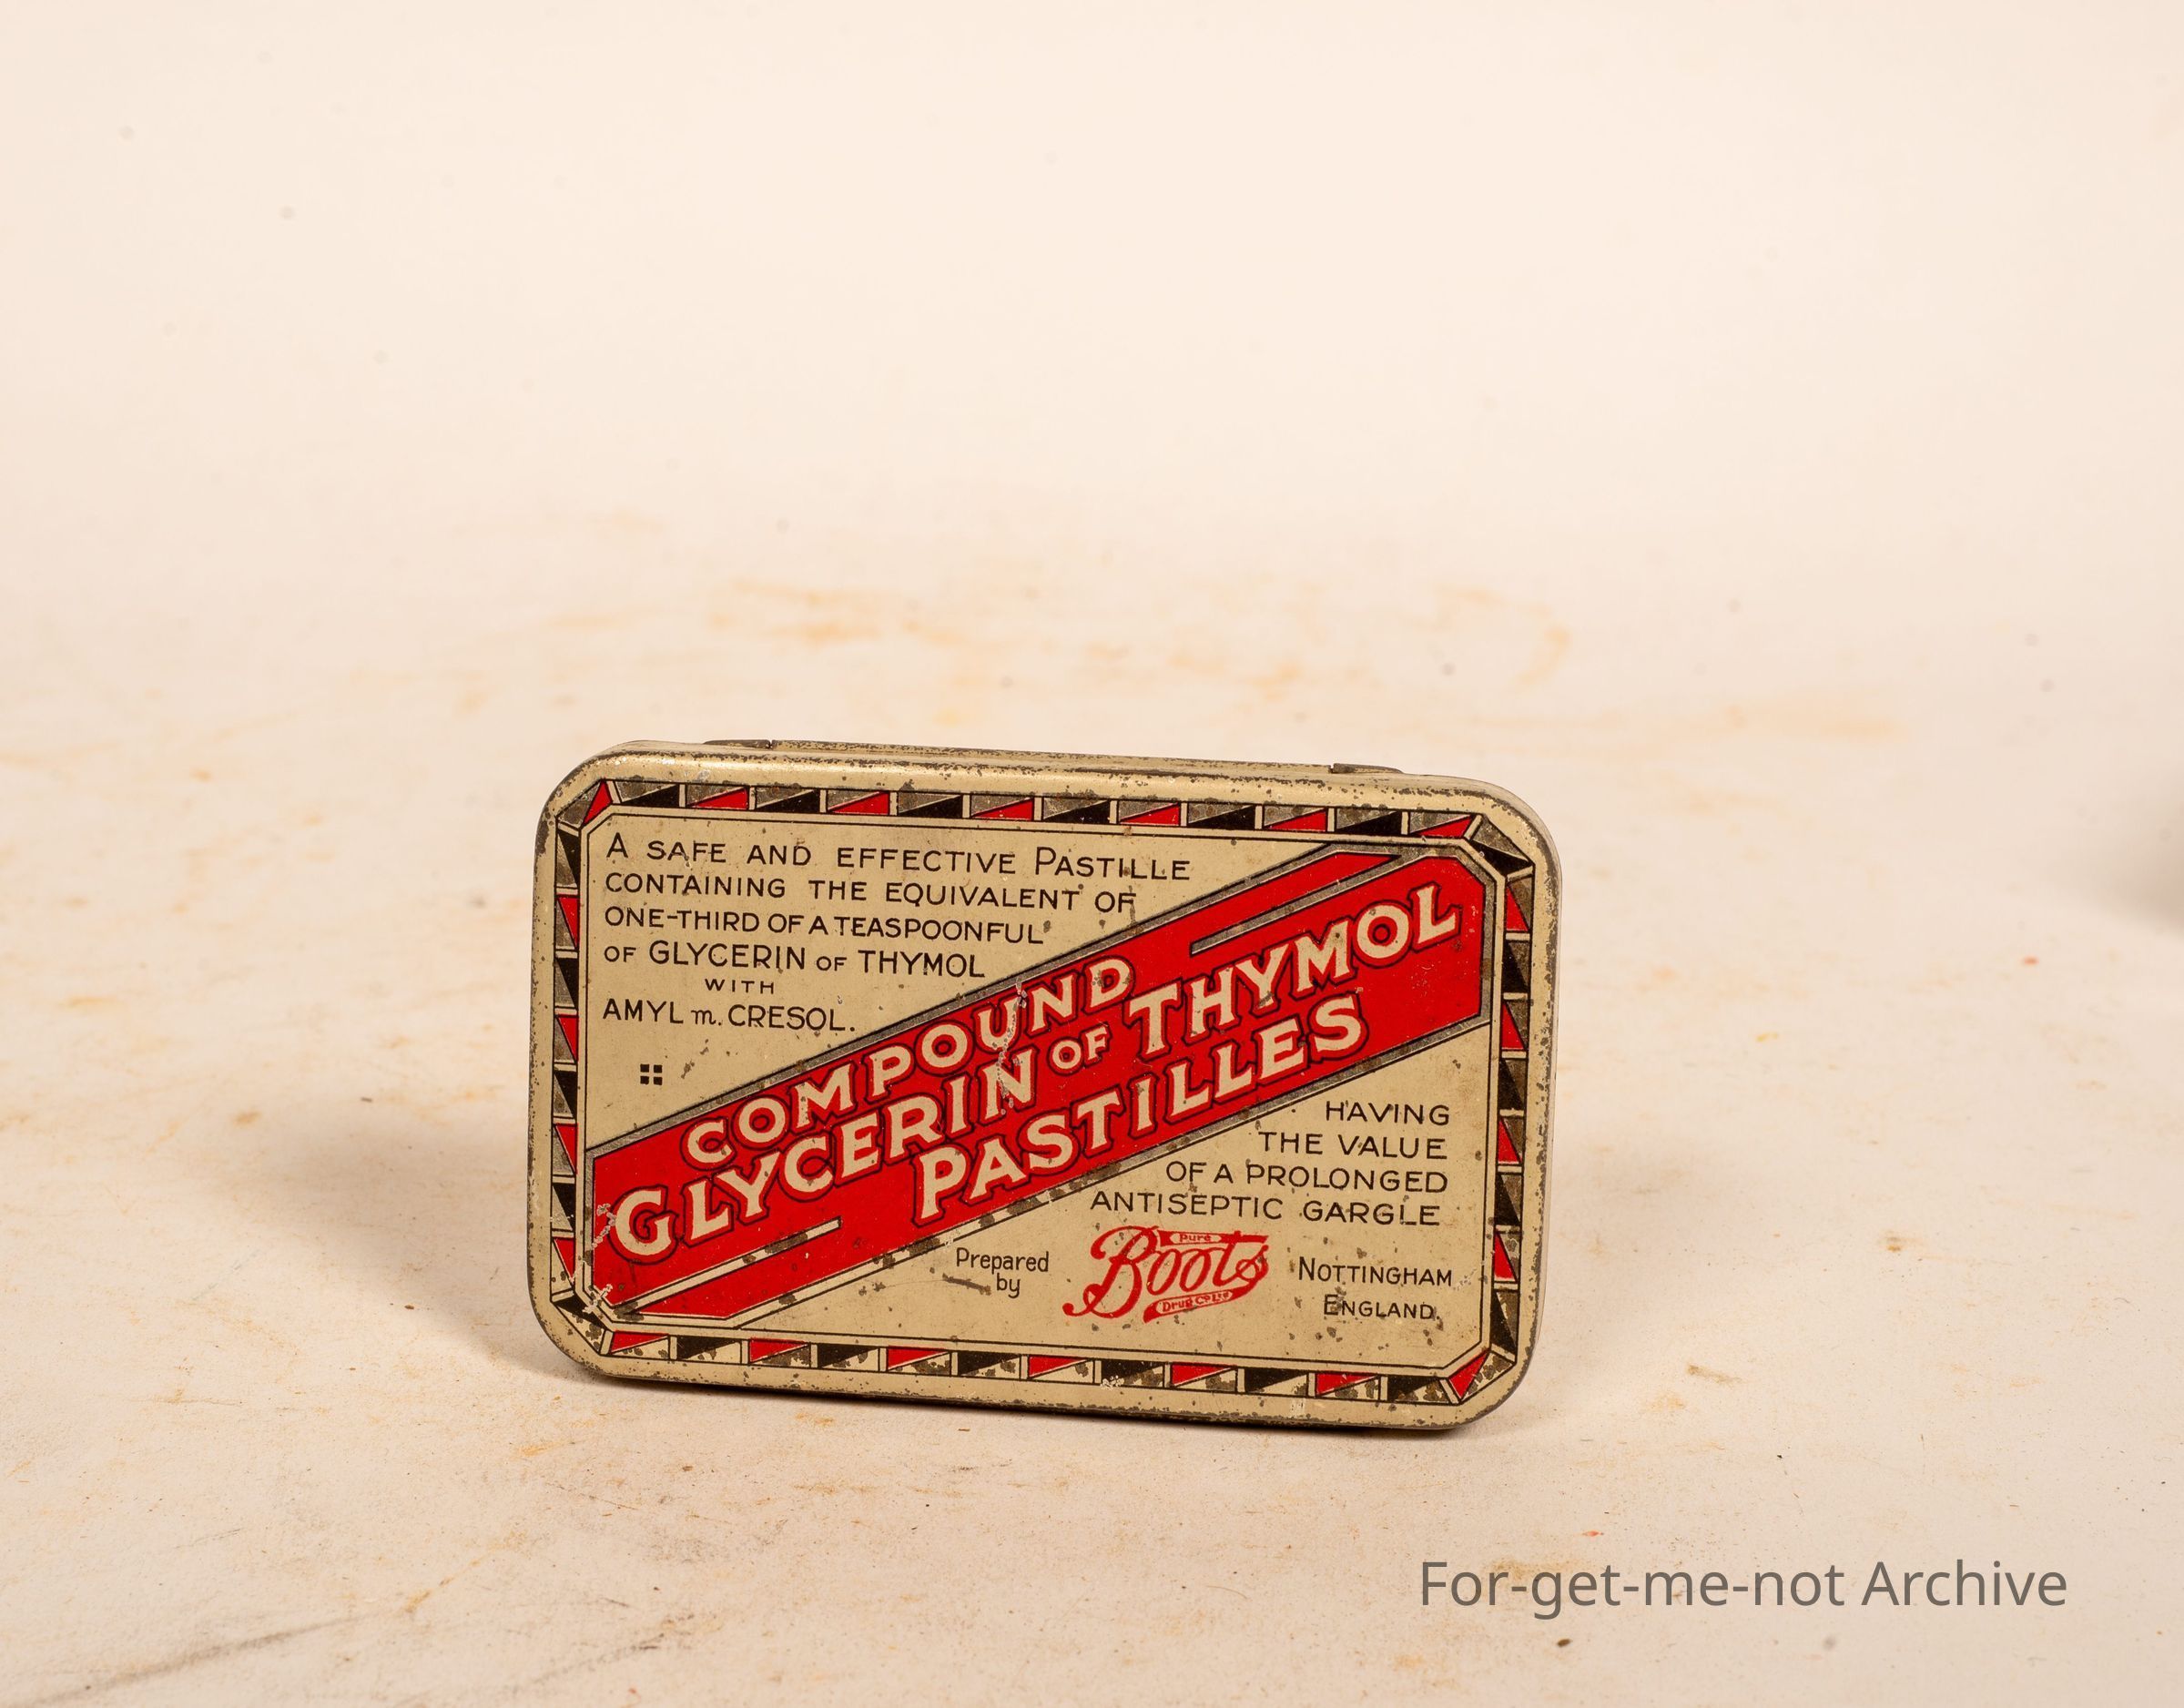 A SAFE AND EFFECTIVE PASTILLE
CONTAINING THE EQUIVALENT OF
ONE-THIRD OF A TEASPOONFUL
OF GLYCERIN OF THYMOL
WITH
AMYL m. CRESOL.
COMPOUND
GLYCERIN OF THYMOL
PASTILLES
HAVING
THE VALUE
OF A PROLONGED
ANTISEPTIC GARGLE
Prepared
by
Pure
Boots
Drug Co Ltd
NOTTINGHAM
ENGLAND.
For-get-me-not Archive